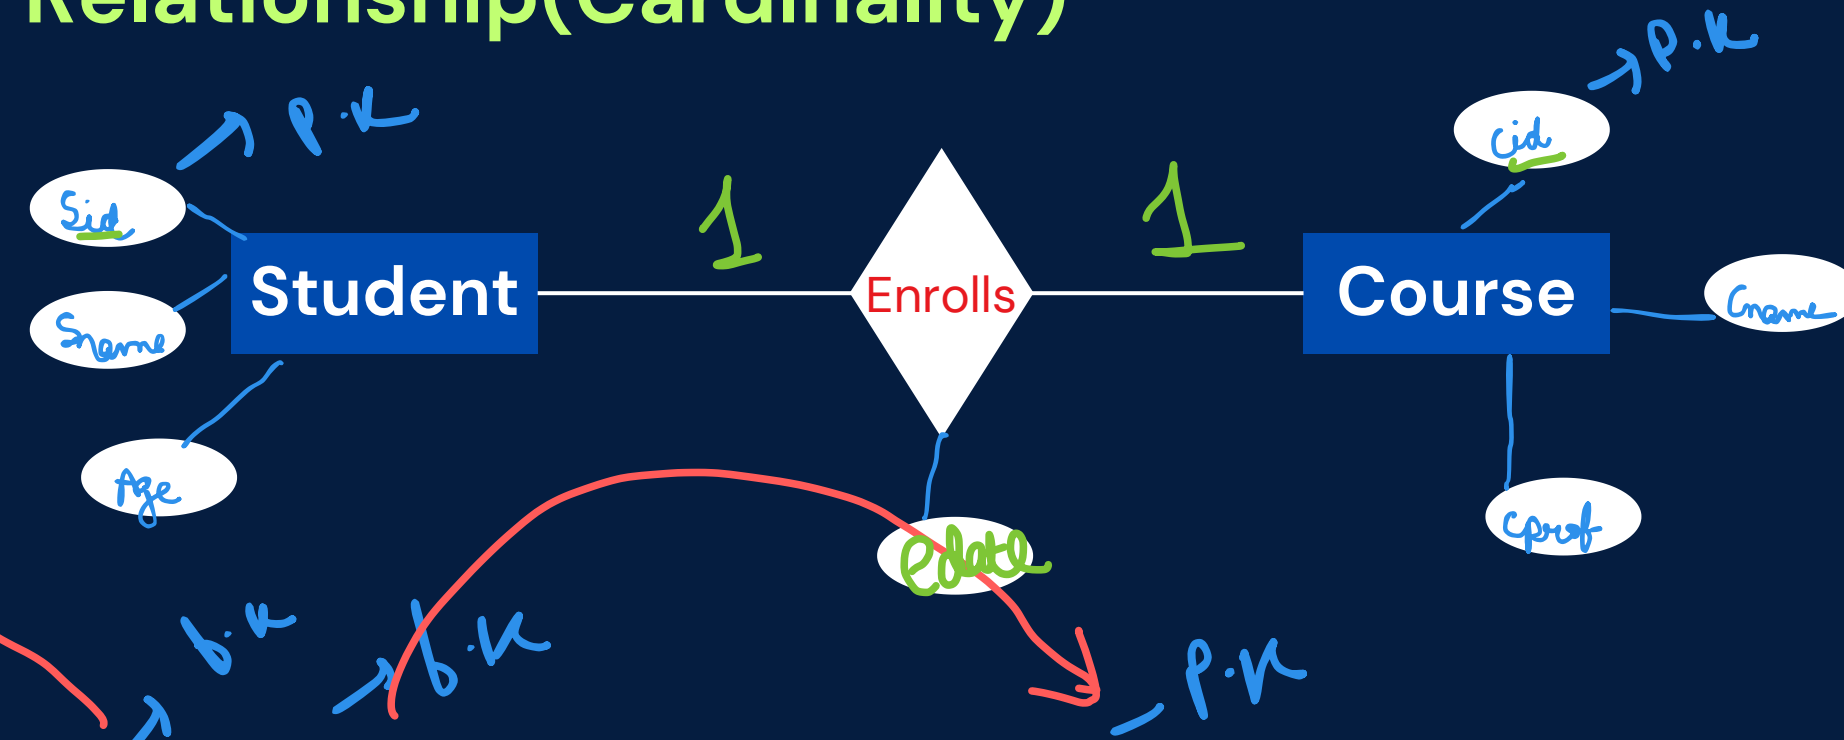 Relationship(Cardinality)
P.K
P.K
Cid
Sid
1
1
Student
Enrolls
Course
Cname
Sname
Age
Cprof
edate
f.K
f.K
P.K